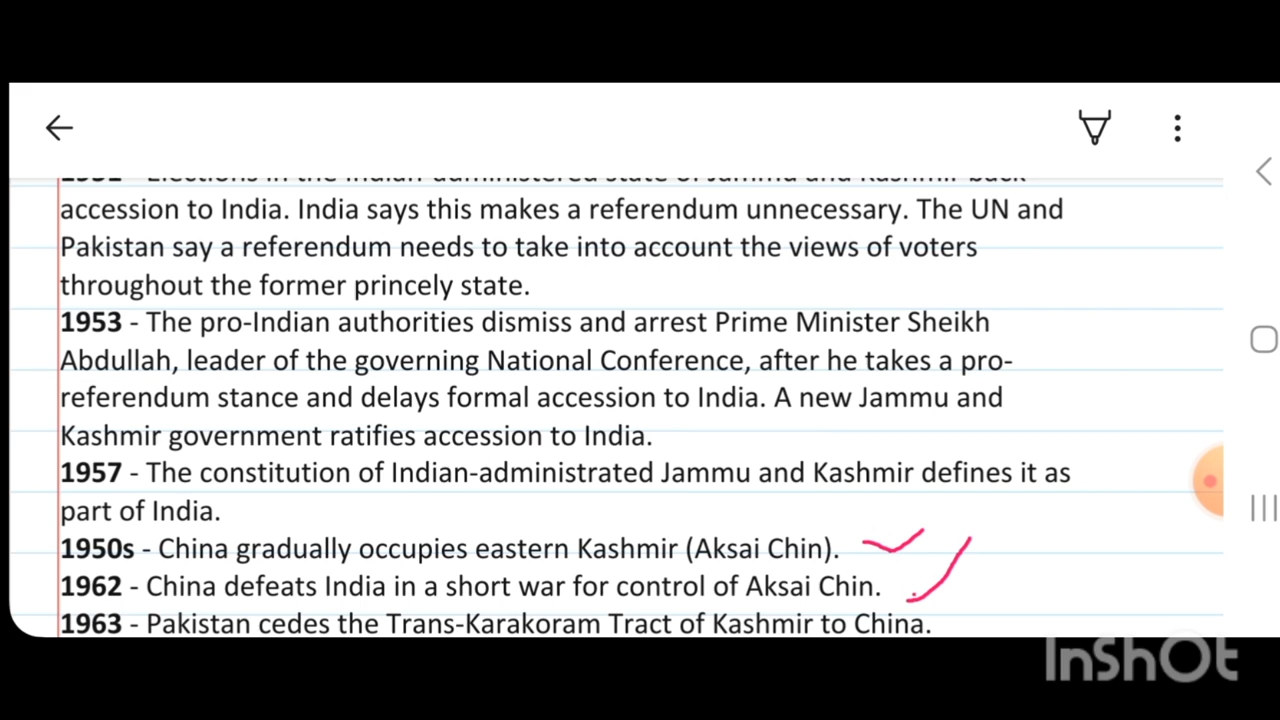 accession to India. India says this makes a referendum unnecessary. The UN and
Pakistan say a referendum needs to take into account the views of voters
throughout the former princely state.
1953 - The pro-Indian authorities dismiss and arrest Prime Minister Sheikh
Abdullah, leader of the governing National Conference, after he takes a pro-
referendum stance and delays formal accession to India. A new Jammu and
Kashmir government ratifies accession to India.
1957 - The constitution of Indian-administrated Jammu and Kashmir defines it as
part of India.
1950s - China gradually occupies eastern Kashmir (Aksai Chin).
1962 - China defeats India in a short war for control of Aksai Chin.
1963 - Pakistan cedes the Trans-Karakoram Tract of Kashmir to China.
InShOt